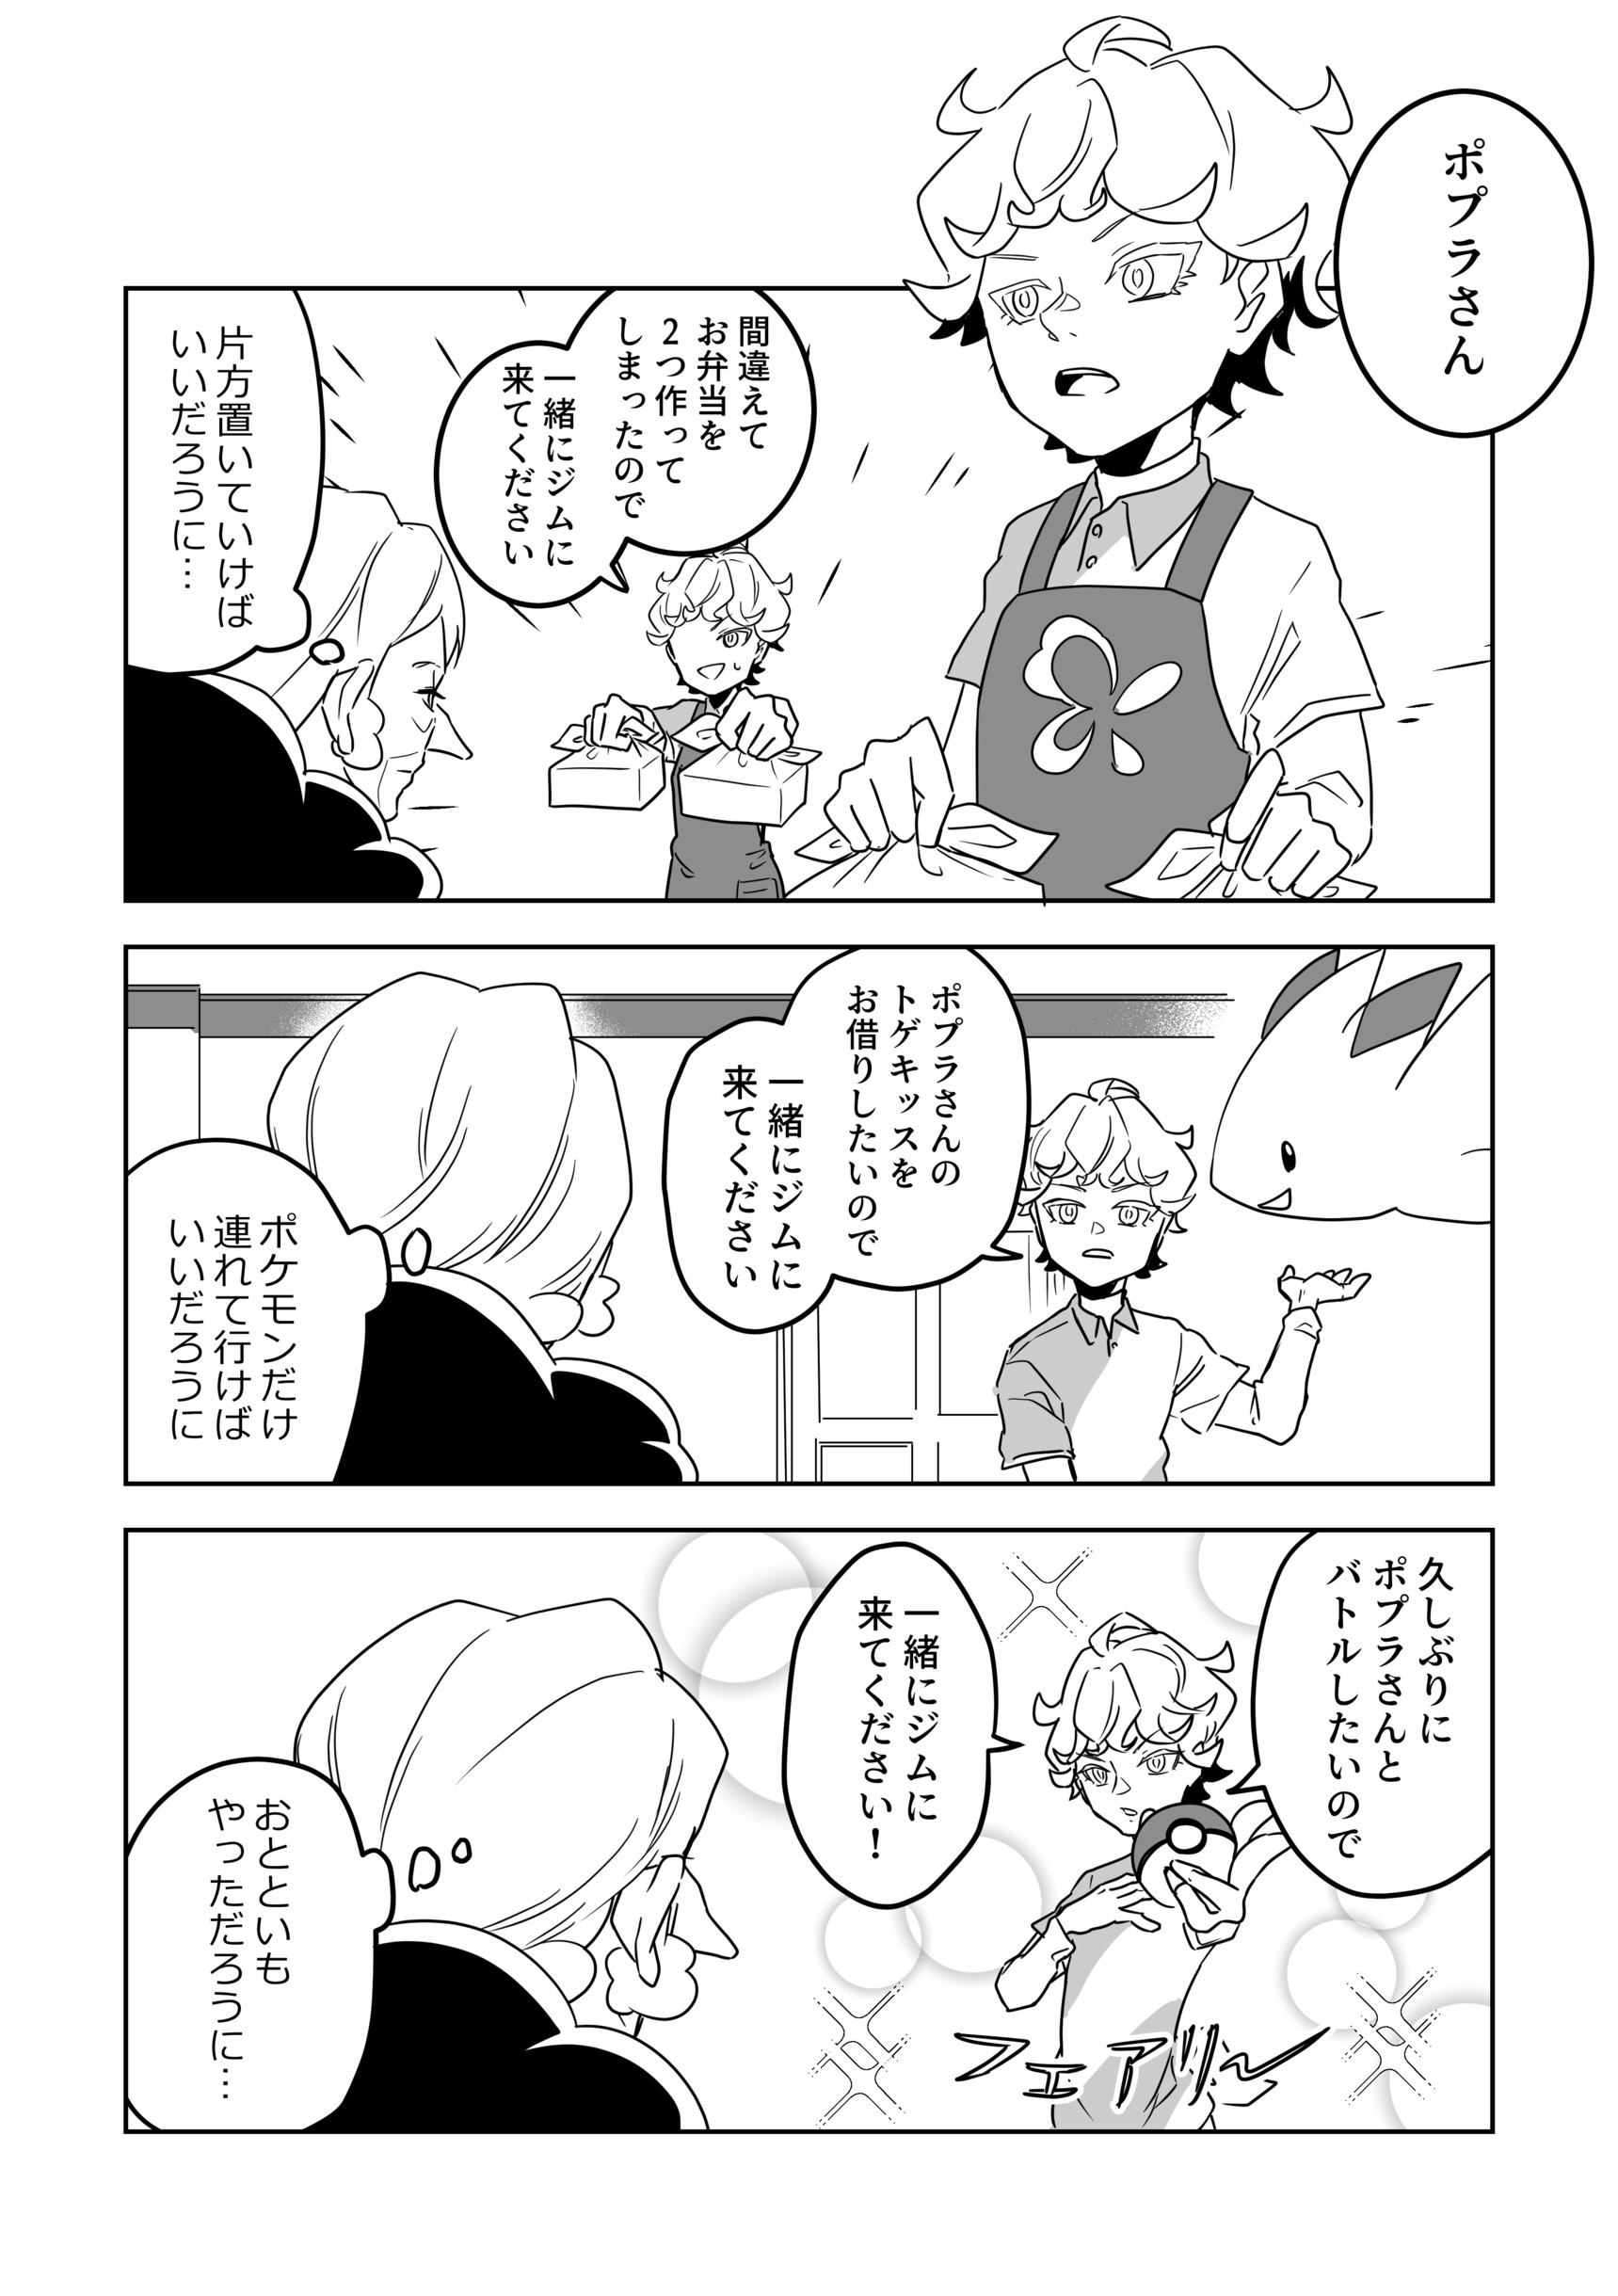 ポプラさん
間違えて
お弁当を
2つ作って
しまったので
一緒にジムに
来てください
片方置いていけば
いいだろうに…
ポプラさんの
トゲキッスを
お借りしたいので
一緒にジムに
来てください
ポケモンだけ
連れて行けば
いいだろうに
久しぶりに
ポプラさんと
バトルしたいので
一緒にジムに
来てください！
フェアリ〜
おとといも
やっただろうに…